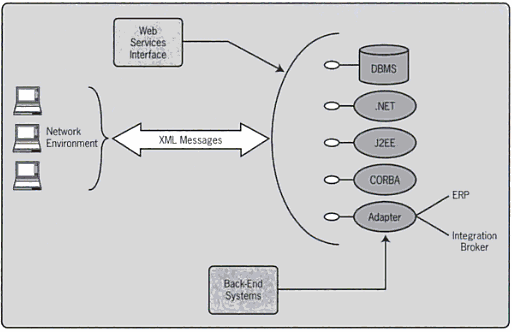 Web
Services
Interface
DBMS
.NET
Network
Environment
XML Messages
J2EE
CORBA
ERP
Adapter
Integration
Broker
Back-End
Systems